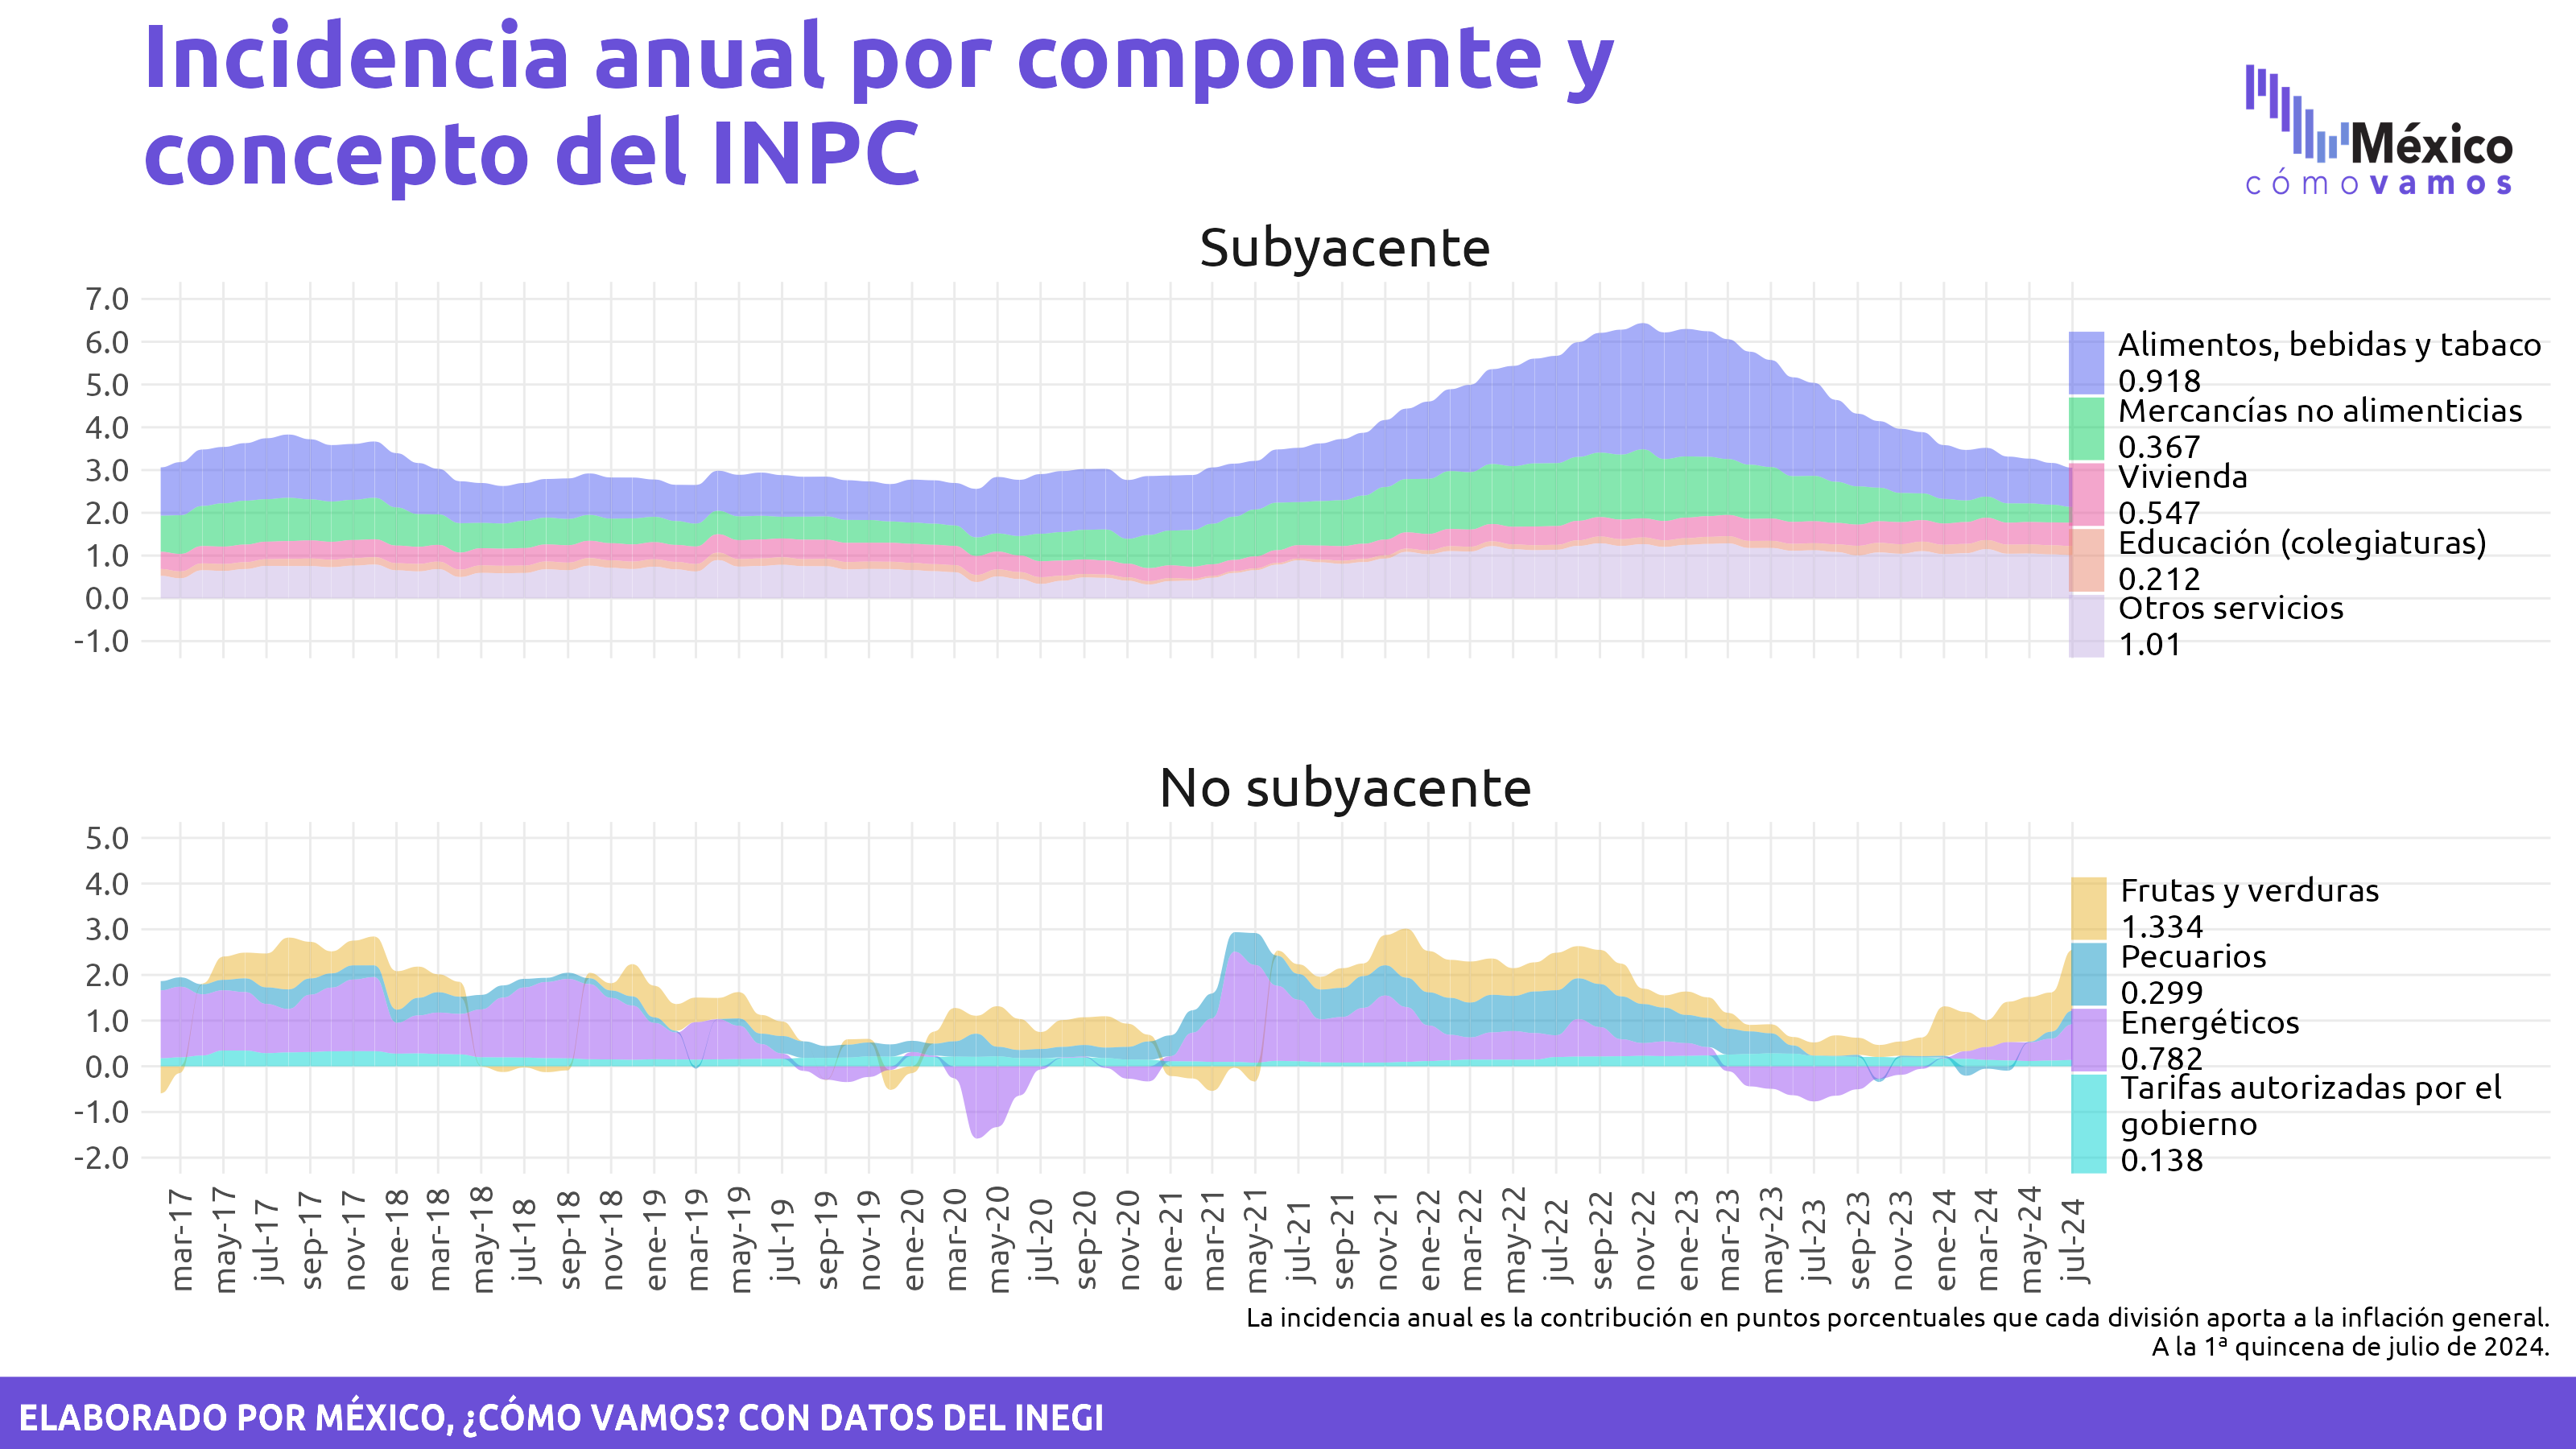 Incidencia anual por componente y
concepto del INPC
México
cómovamos
Subyacente
7.0
6.0
5.0
4.0
3.0
2.0
1.0
0.0
-1.0
Alimentos, bebidas y tabaco
0.918
Mercancías no alimenticias
0.367
Vivienda
0.547
Educación (colegiaturas)
0.212
Otros servicios
1.01
No subyacente
5.0
4.0
3.0
2.0
1.0
0.0
-1.0
-2.0
Frutas y verduras
1.334
Pecuarios
0.299
Energéticos
0.782
Tarifas autorizadas por el
gobierno
0.138
mar-17
may-17
jul-17
sep-17
nov-17
ene-18
mar-18
may-18
jul-18
sep-18
nov-18
ene-19
mar-19
may-19
jul-19
sep-19
nov-19
ene-20
mar-20
may-20
jul-20
sep-20
nov-20
ene-21
mar-21
may-21
jul-21
sep-21
nov-21
ene-22
mar-22
may-22
jul-22
sep-22
nov-22
ene-23
mar-23
may-23
jul-23
sep-23
nov-23
ene-24
mar-24
may-24
jul-24
La incidencia anual es la contribución en puntos porcentuales que cada división aporta a la inflación general.
A la 1ª quincena de julio de 2024.
ELABORADO POR MÉXICO, ¿CÓMO VAMOS? CON DATOS DEL INEGI